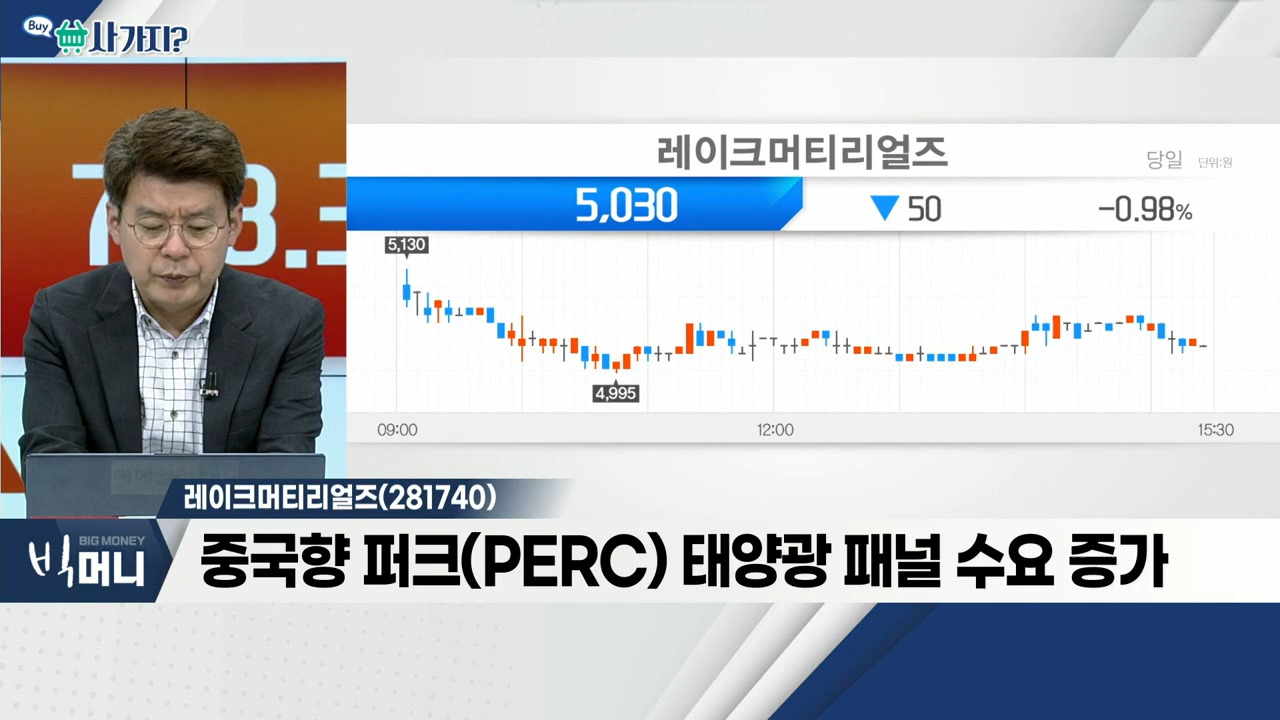 Buy 사 가지?
레이크머티리얼즈
당일 단위:원
5,030 ▼ 50 -0.98%
5,130
4,995
09:00 12:00 15:30
레이크머티리얼즈(281740)
BIG MONEY
빅머니
중국향 퍼크(PERC) 태양광 패널 수요 증가